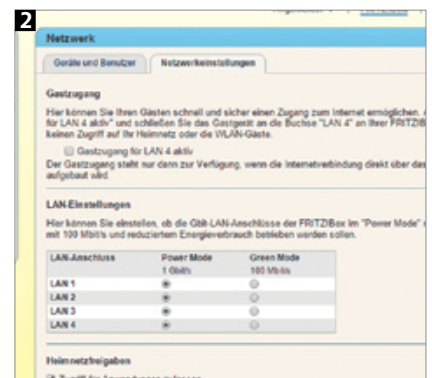 2
Netzwerk
Geräte und Benutzer
Netzwerkeinstellungen
Gastzugang
Hier können Sie Ihren Gästen schnell und sicher einen Zugang zum Internet ermöglichen.
für LAN 4 aktiv" und schließen Sie das Gastgerät an die Buchse "LAN 4" an Ihrer FRITZ!B
keinen Zugriff auf Ihr Heimnetz oder die WLAN-Gäste.
Gastzugang für LAN 4 aktiv
Der Gastzugang steht nur dann zur Verfügung, wenn die Internetverbindung direkt über das
aufgebaut wird.
LAN-Einstellungen
Hier können Sie einstellen, ob die Gbit-LAN-Anschlüsse der FRITZ!Box im "Power Mode"
mit 100 Mbit/s und reduziertem Energieverbrauch betrieben werden sollen.
LAN-Anschluss Power Mode Green Mode
1 Gbit/s 100 Mbit/s
LAN 1
LAN 2
LAN 3
LAN 4
Heimnetzfreigaben